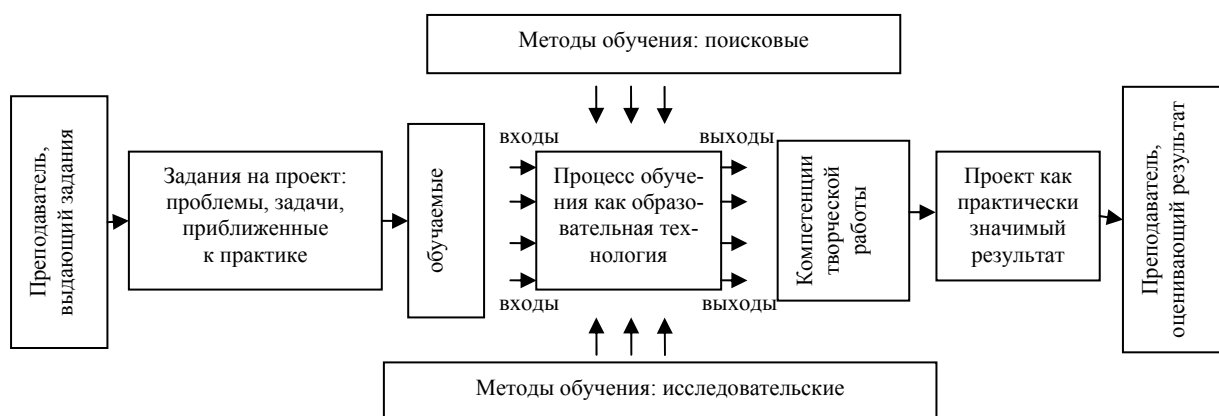 Методы обучения: поисковые
Преподаватель,
выдающий задания
Задания на проект:
проблемы, задачи,
приближенные
к практике
обучаемые
входы
входы
Процесс обуче-
ния как образо-
вательная тех-
нология
выходы
выходы
Компетенции
творческой
работы
Проект как
практически
значимый
результат
Преподаватель,
оценивающий результат
Методы обучения: исследовательские